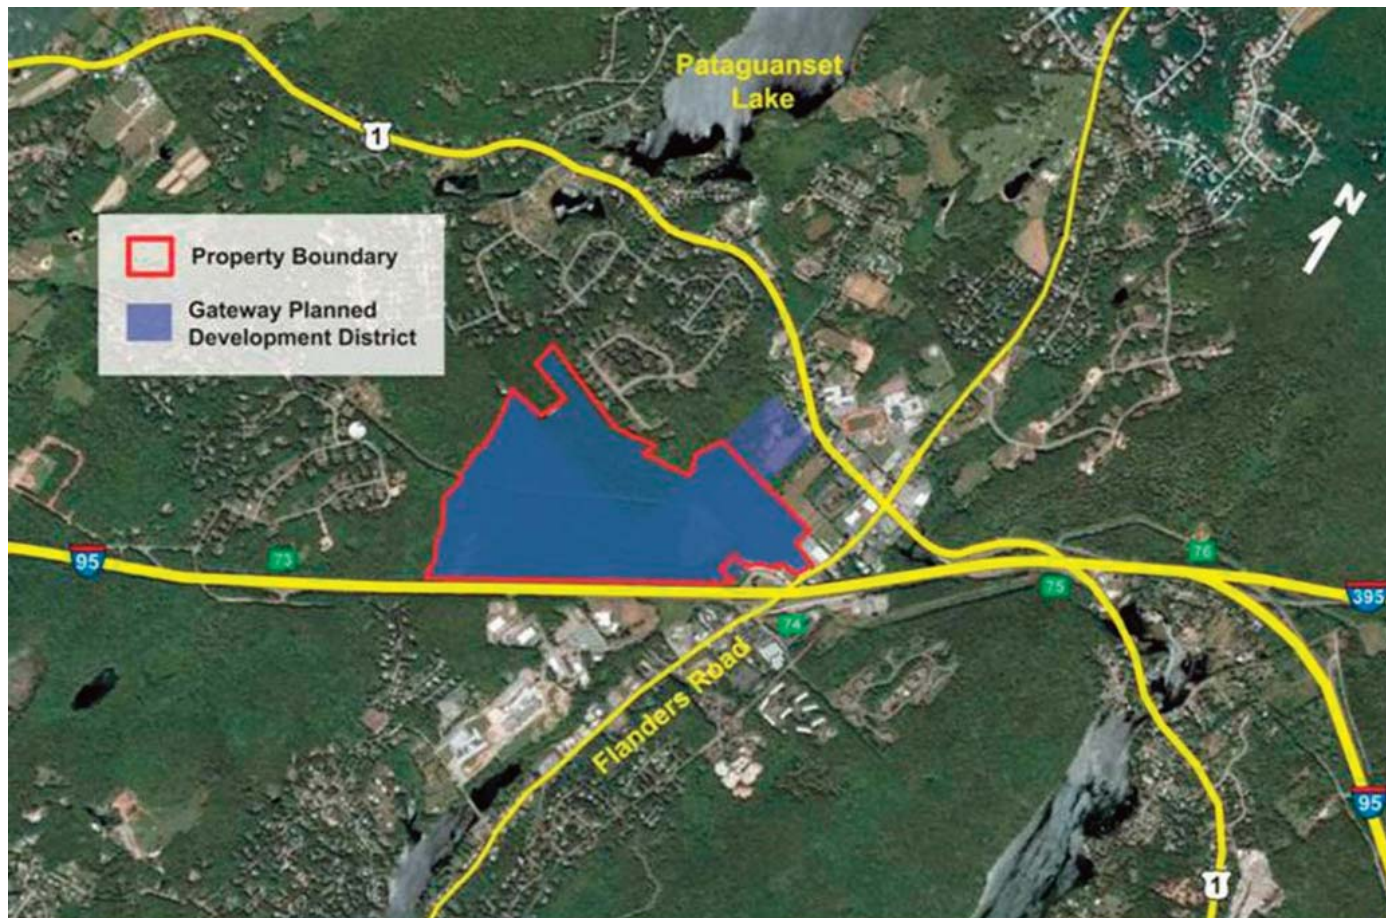 Pataguanset
Lake
1
N
Property Boundary
Gateway Planned
Development District
95
73
76
75
395
74
Flanders Road
95
1